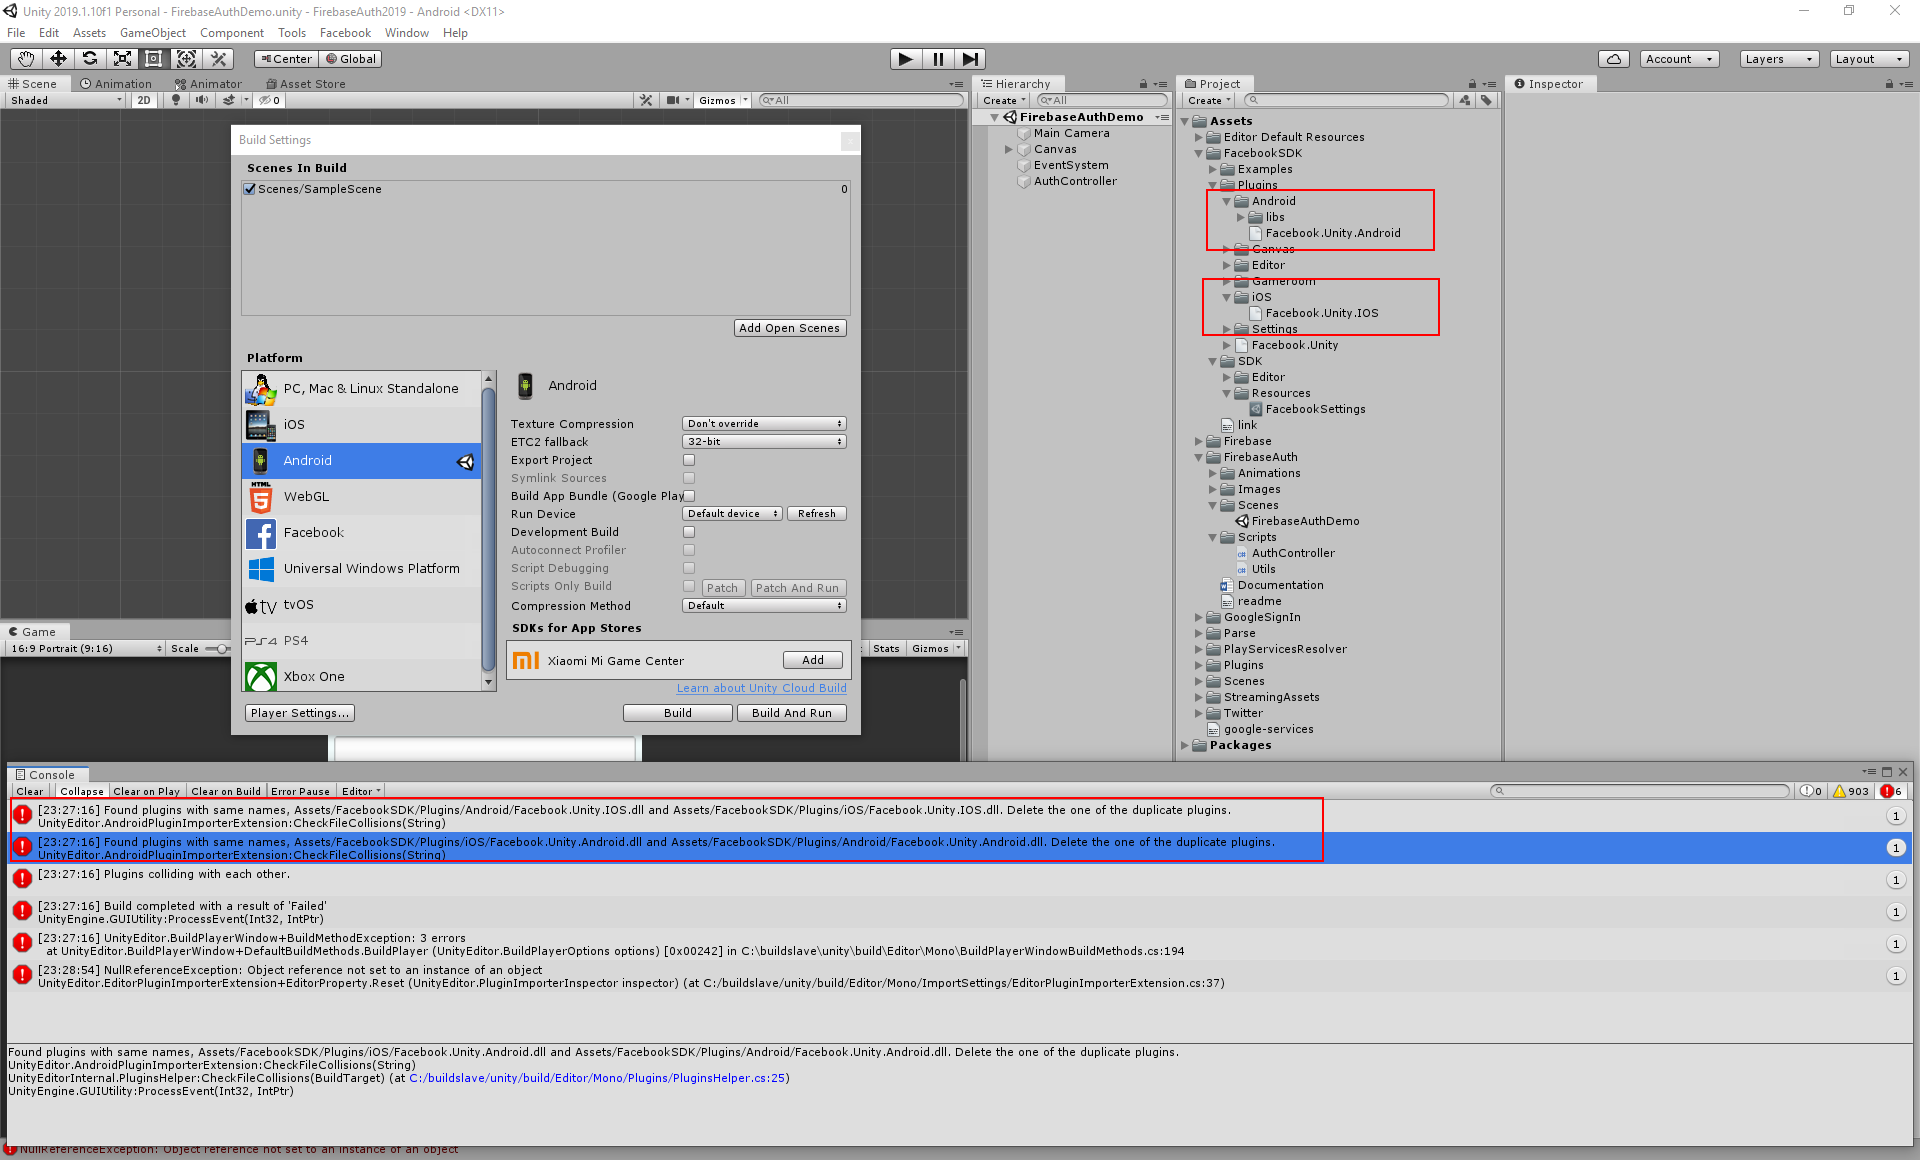 Unity 2019.1.10f1 Personal - FirebaseAuthDemo.unity - FirebaseAuth2019 - Android <DX11>
File Edit Assets GameObject Component Tools Facebook Window Help
Center Global
Account Layers Layout
Scene Animation Animator Asset Store
Shaded 2D 0 Gizmos All
Hierarchy
Create All
FirebaseAuthDemo
Main Camera
Canvas
EventSystem
AuthController
Project
Create
Assets
Editor Default Resources
FacebookSDK
Examples
Plugins
Android
libs
Facebook.Unity.Android
Canvas
Editor
Gameroom
iOS
Facebook.Unity.IOS
Settings
Facebook.Unity
SDK
Editor
Resources
FacebookSettings
link
Firebase
FirebaseAuth
Animations
Images
Scenes
FirebaseAuthDemo
Scripts
AuthController
Utils
Documentation
readme
GoogleSignIn
Parse
PlayServicesResolver
Plugins
Scenes
StreamingAssets
Twitter
google-services
Packages
Inspector
Build Settings
Scenes In Build
Scenes/SampleScene 0
Add Open Scenes
Platform
PC, Mac & Linux Standalone
iOS
Android
HTML 5 WebGL
Facebook
Universal Windows Platform
tv tvOS
PS4 PS4
Xbox One
Android
Texture Compression Don't override
ETC2 fallback 32-bit
Export Project
Symlink Sources
Build App Bundle (Google Play
Run Device Default device Refresh
Development Build
Autoconnect Profiler
Script Debugging
Scripts Only Build Patch Patch And Run
Compression Method Default
SDKs for App Stores
MI Xiaomi Mi Game Center Add
Learn about Unity Cloud Build
Player Settings... Build Build And Run
Game
16:9 Portrait (9:16) Scale Stats Gizmos
Console
Clear Collapse Clear on Play Clear on Build Error Pause Editor 0 903 6
[23:27:16] Found plugins with same names, Assets/FacebookSDK/Plugins/Android/Facebook.Unity.IOS.dll and Assets/FacebookSDK/Plugins/iOS/Facebook.Unity.IOS.dll. Delete the one of the duplicate plugins. 1
UnityEditor.AndroidPluginImporterExtension:CheckFileCollisions(String)
[23:27:16] Found plugins with same names, Assets/FacebookSDK/Plugins/iOS/Facebook.Unity.Android.dll and Assets/FacebookSDK/Plugins/Android/Facebook.Unity.Android.dll. Delete the one of the duplicate plugins. 1
UnityEditor.AndroidPluginImporterExtension:CheckFileCollisions(String)
[23:27:16] Plugins colliding with each other. 1
[23:27:16] Build completed with a result of 'Failed' 1
UnityEngine.GUIUtility:ProcessEvent(Int32, IntPtr)
[23:27:16] UnityEditor.BuildPlayerWindow+BuildMethodException: 3 errors 1
at UnityEditor.BuildPlayerWindow+DefaultBuildMethods.BuildPlayer (UnityEditor.BuildPlayerOptions options) [0x00242] in C:\buildslave\unity\build\Editor\Mono\BuildPlayerWindowBuildMethods.cs:194
[23:28:54] NullReferenceException: Object reference not set to an instance of an object 1
UnityEditor.EditorPluginImporterExtension+EditorProperty.Reset (UnityEditor.PluginImporterInspector inspector) (at C:/buildslave/unity/build/Editor/Mono/ImportSettings/EditorPluginImporterExtension.cs:37)
Found plugins with same names, Assets/FacebookSDK/Plugins/iOS/Facebook.Unity.Android.dll and Assets/FacebookSDK/Plugins/Android/Facebook.Unity.Android.dll. Delete the one of the duplicate plugins.
UnityEditor.AndroidPluginImporterExtension:CheckFileCollisions(String)
UnityEditorInternal.PluginsHelper:CheckFileCollisions(BuildTarget) (at C:/buildslave/unity/build/Editor/Mono/Plugins/PluginsHelper.cs:25)
UnityEngine.GUIUtility:ProcessEvent(Int32, IntPtr)
NullReferenceException: Object reference not set to an instance of an object